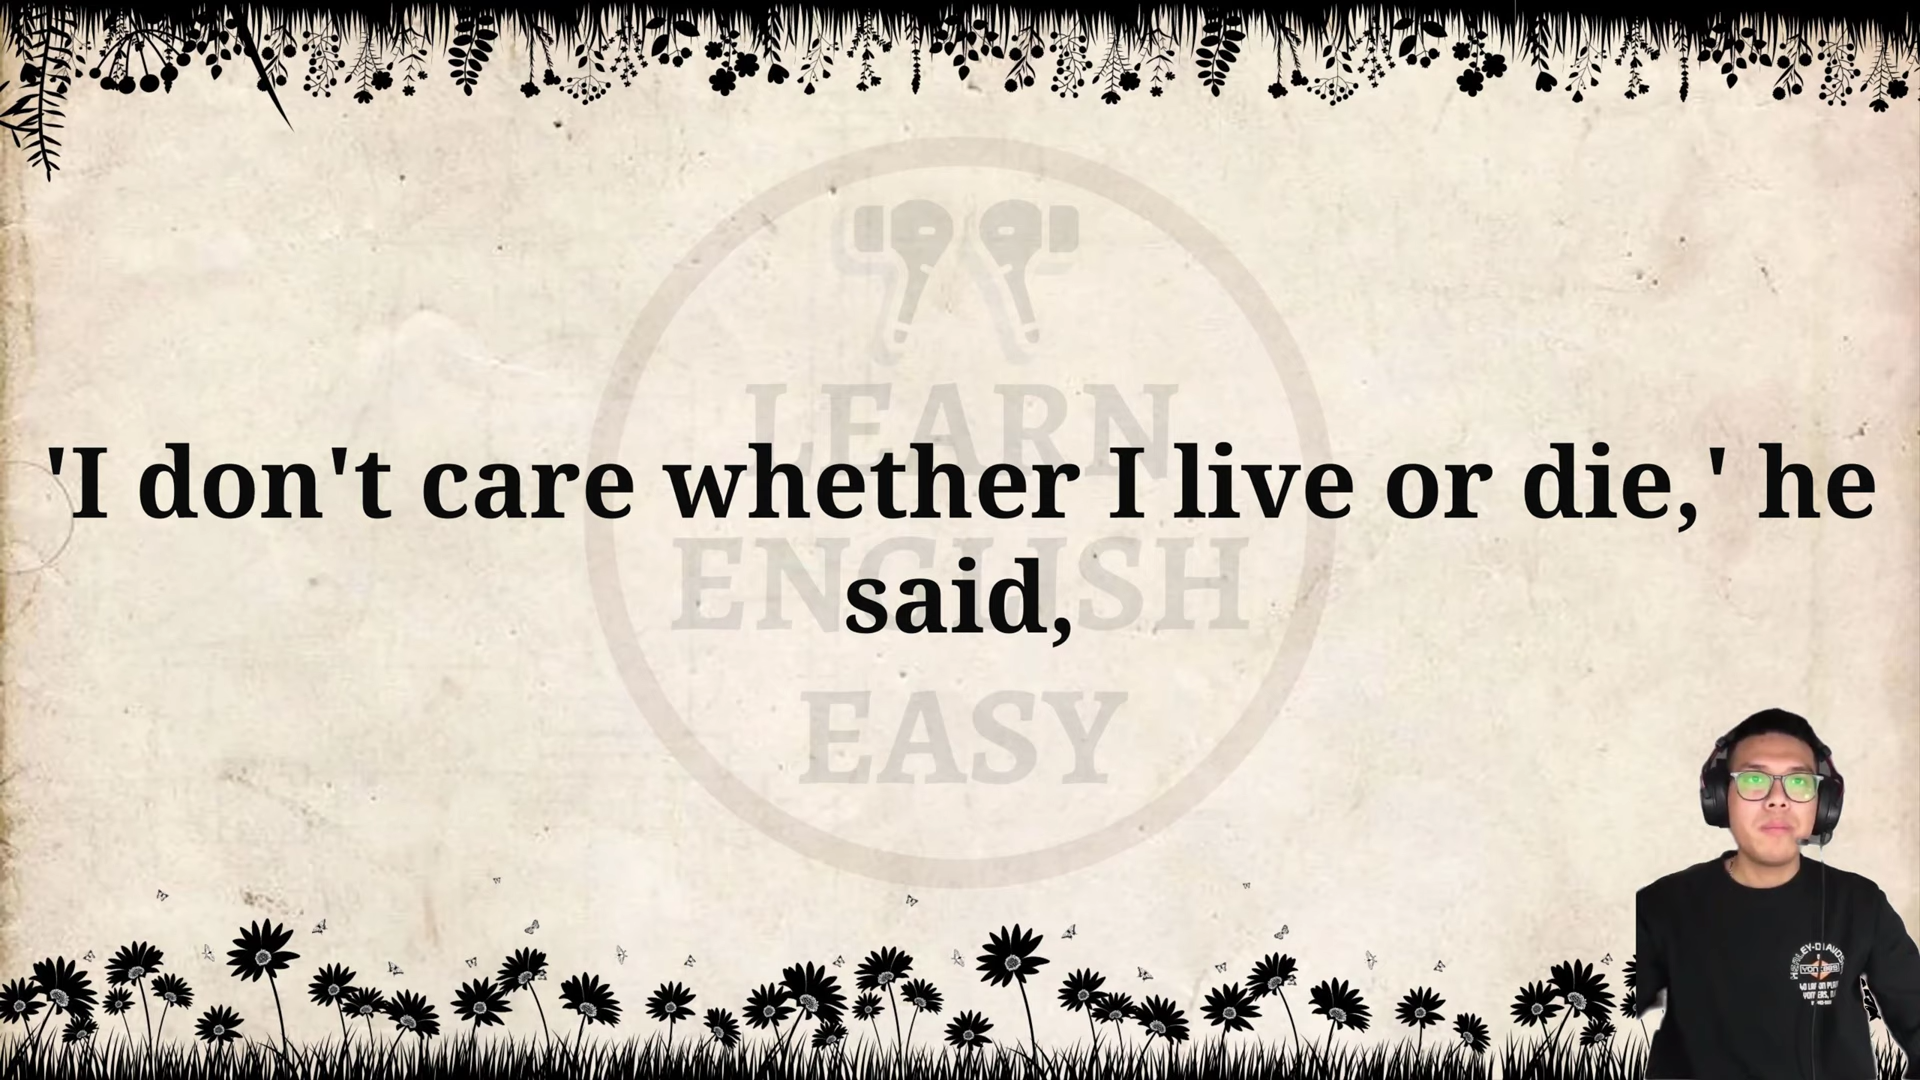 'I don't care whether I live or die,' he
said,
LEARN
ENGLISH
EASY